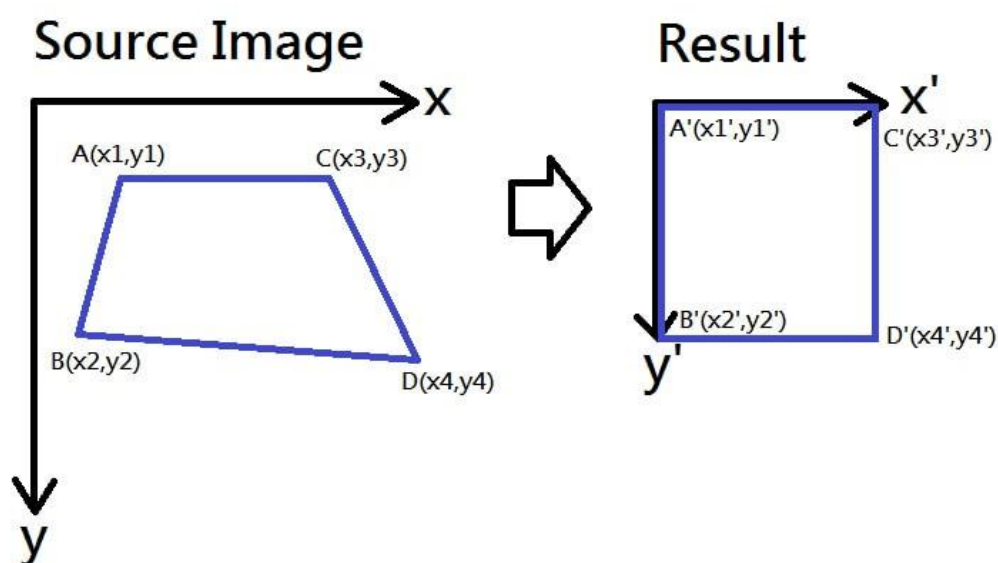 Source Image
Result
x
x'
A(x1,y1)
C(x3,y3)
A'(x1',y1')
C'(x3',y3')
B(x2,y2)
D(x4,y4)
B'(x2',y2')
D'(x4',y4')
y'
y